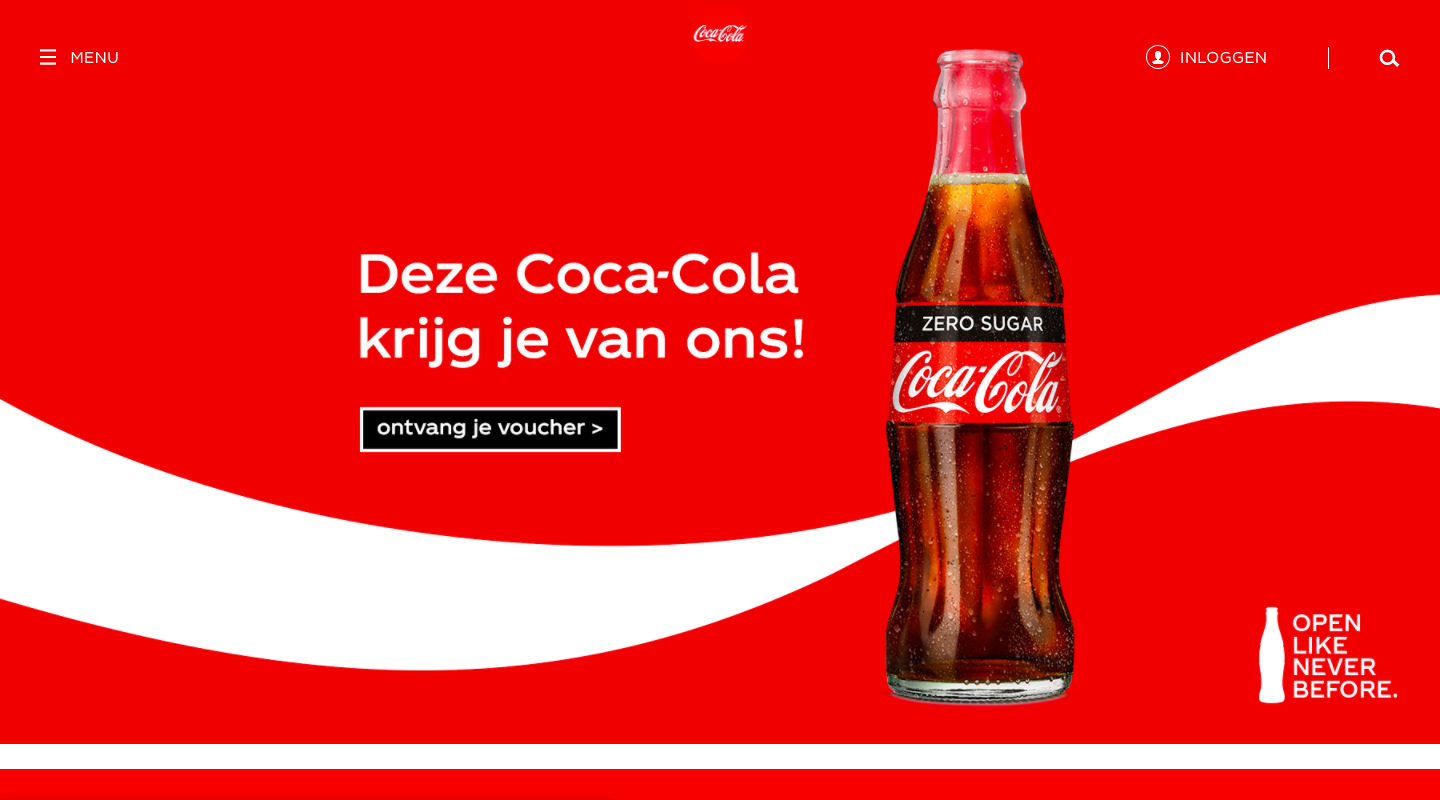 Coca-Cola
MENU
INLOGGEN
Deze Coca-Cola
krijg je van ons!
ontvang je voucher >
ZERO SUGAR
Coca-Cola
OPEN
LIKE
NEVER
BEFORE.